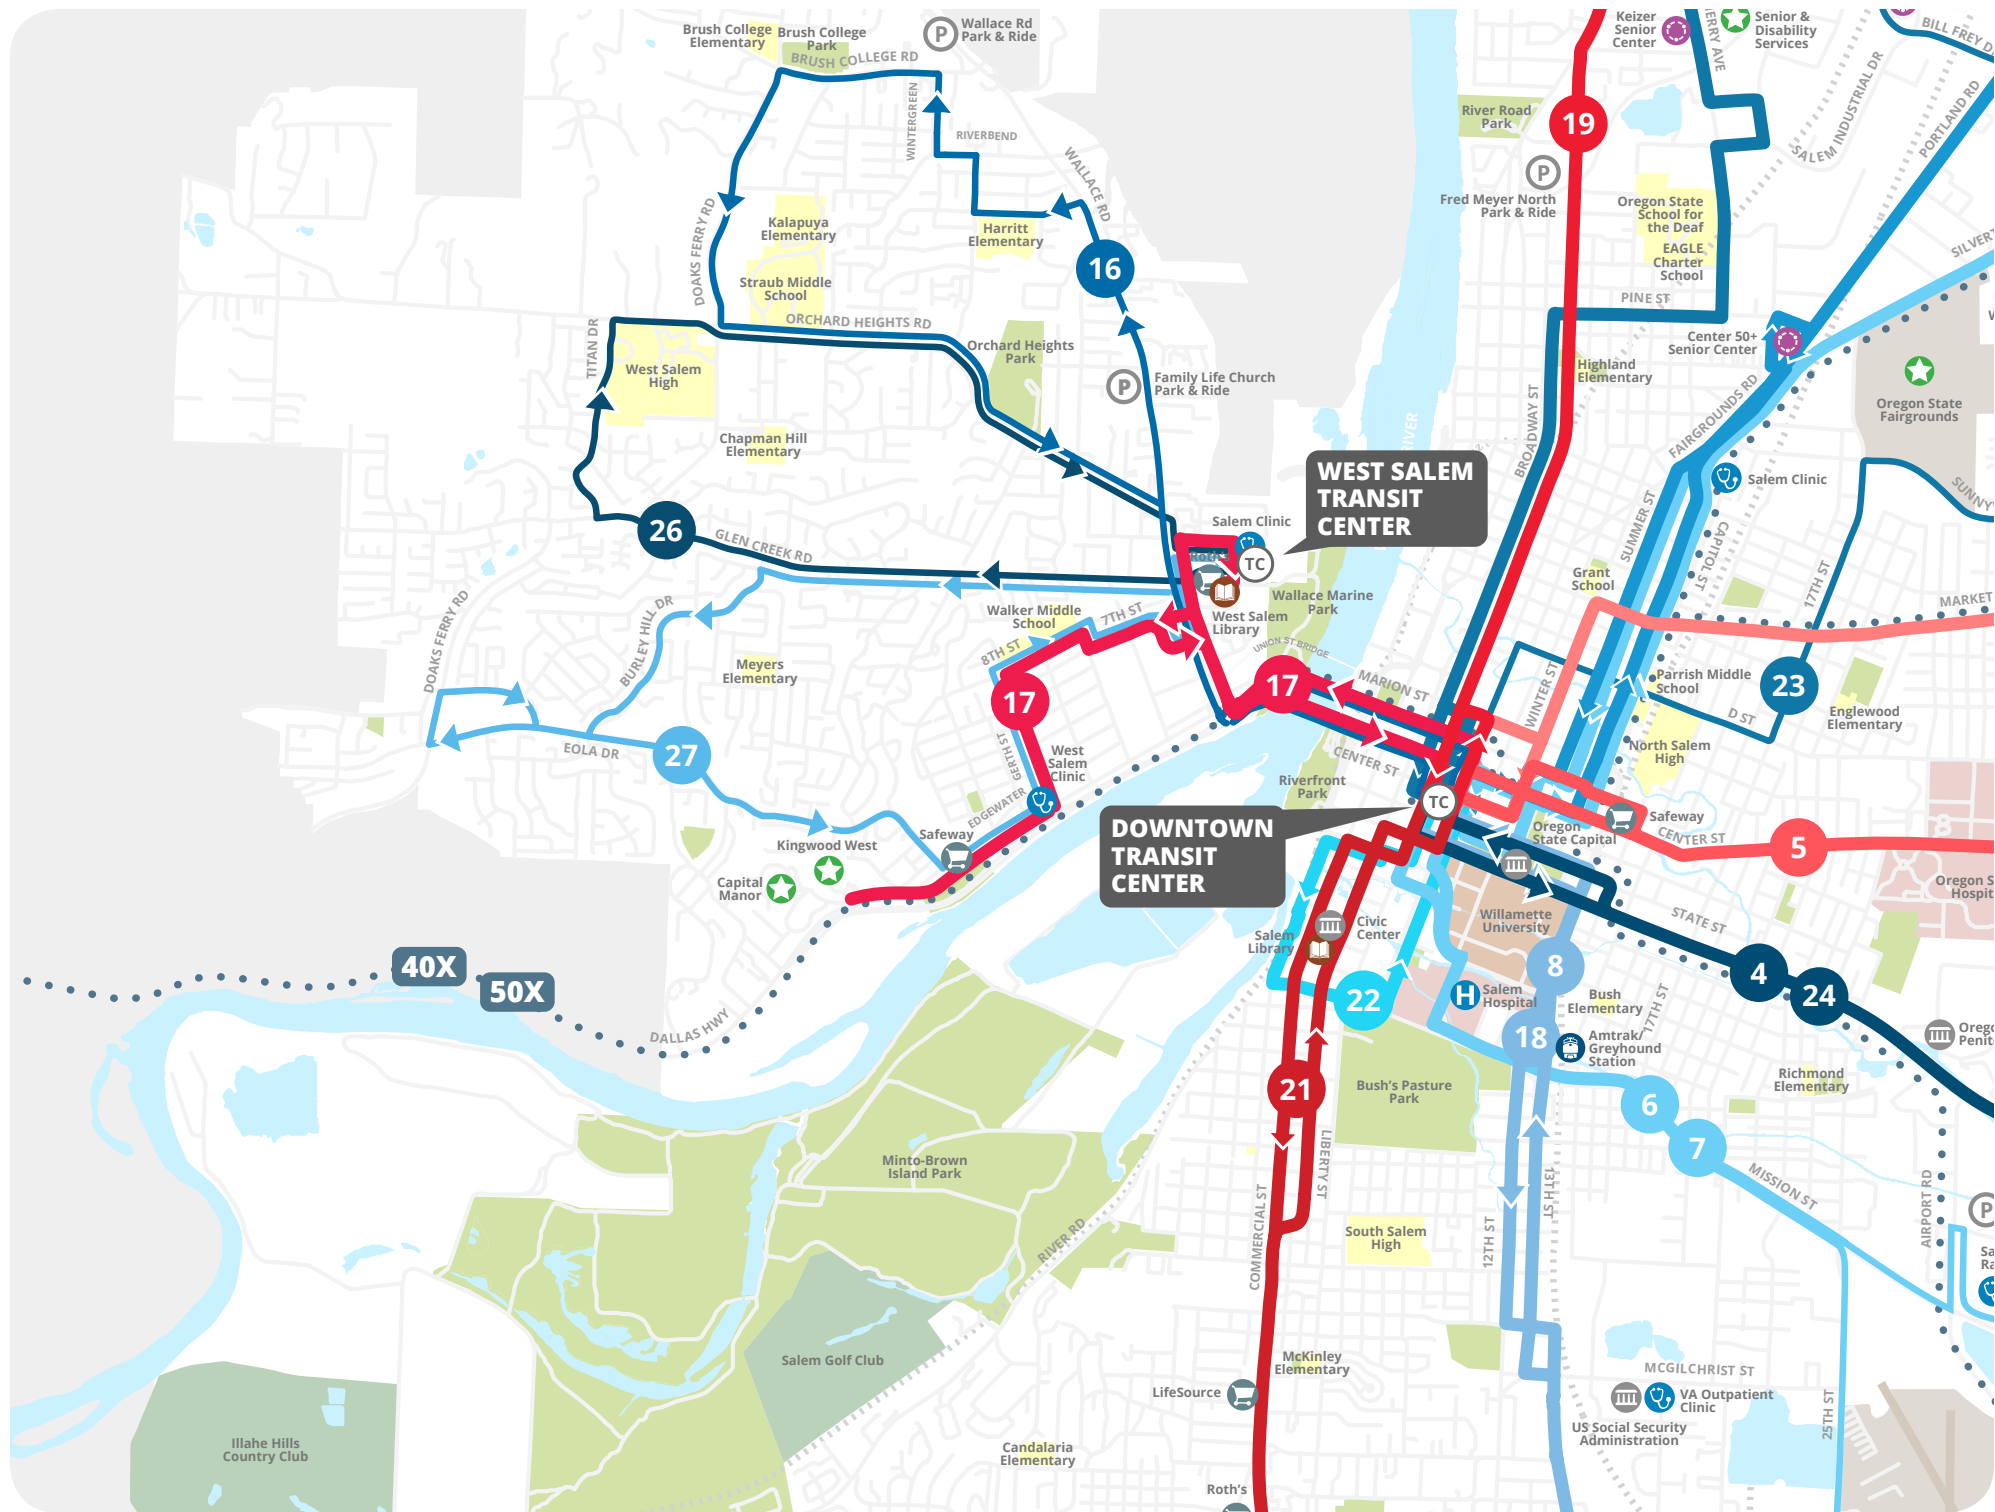 Brush College
Elementary
Brush College
Park
BRUSH COLLEGE RD
Wallace Rd
Park & Ride
P
WINTERGREEN
RIVERBEND
WALLACE RD
DOAKS FERRY RD
Kalapuya
Elementary
Harritt
Elementary
Straub Middle
School
16
ORCHARD HEIGHTS RD
TITAN DR
West Salem
High
Orchard Heights
Park
P
Family Life Church
Park & Ride
Chapman Hill
Elementary
26
GLEN CREEK RD
Salem Clinic
Roth's
TC
WEST SALEM
TRANSIT
CENTER
West Salem
Library
Wallace Marine
Park
UNION ST BRIDGE
RIVER
Walker Middle
School
7TH ST
8TH ST
BURLEY HILL DR
DOAKS FERRY RD
Meyers
Elementary
17
17
MARION ST
CENTER ST
27
EOLA DR
GERTH ST
West
Salem
Clinic
EDGEWATER
Safeway
Kingwood West
Capital
Manor
Riverfront
Park
DOWNTOWN
TRANSIT
CENTER
TC
40X
50X
DALLAS HWY
Keizer
Senior
Center
Senior &
Disability
Services
BILL FREY D
ERRY AVE
SALEM INDUSTRIAL DR
PORTLAND RD
SILVERT
River Road
Park
19
P
Fred Meyer North
Park & Ride
Oregon State
School for
the Deaf
EAGLE
Charter
School
PINE ST
Center 50+
Senior Center
Highland
Elementary
FAIRGROUNDS RD
BROADWAY ST
Oregon State
Fairgrounds
SUNNY
Salem Clinic
SUMMER ST
CAPITOL ST
17TH ST
Grant
School
MARKET
WINTER ST
Parrish Middle
School
23
D ST
North Salem
High
Englewood
Elementary
Safeway
CENTER ST
5
Oregon
State Capital
Oregon S
Hospit
Willamette
University
STATE ST
4
24
8
18
Salem
Library
Civic
Center
22
H
Salem
Hospital
Bush
Elementary
17TH ST
Amtrak/
Greyhound
Station
Orego
Penit
Richmond
Elementary
21
Bush's Pasture
Park
6
7
LIBERTY ST
MISSION ST
AIRPORT RD
P
Sa
Ra
Minto-Brown
Island Park
RIVER RD
COMMERCIAL ST
South Salem
High
12TH ST
13TH ST
Salem Golf Club
McKinley
Elementary
LifeSource
MCGILCHRIST ST
VA Outpatient
Clinic
US Social Security
Administration
25TH ST
Illahe Hills
Country Club
Candalaria
Elementary
Roth's